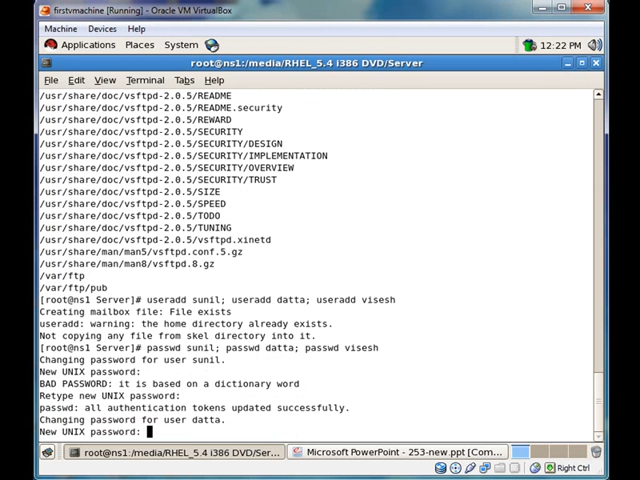 firstvmachine [Running] - Oracle VM VirtualBox
Machine Devices Help
Applications Places System 12:22 PM
root@ns1:/media/RHEL_5.4 i386 DVD/Server
File Edit View Terminal Tabs Help
/usr/share/doc/vsftpd-2.0.5/README
/usr/share/doc/vsftpd-2.0.5/README.security
/usr/share/doc/vsftpd-2.0.5/REWARD
/usr/share/doc/vsftpd-2.0.5/SECURITY
/usr/share/doc/vsftpd-2.0.5/SECURITY/DESIGN
/usr/share/doc/vsftpd-2.0.5/SECURITY/IMPLEMENTATION
/usr/share/doc/vsftpd-2.0.5/SECURITY/OVERVIEW
/usr/share/doc/vsftpd-2.0.5/SECURITY/TRUST
/usr/share/doc/vsftpd-2.0.5/SIZE
/usr/share/doc/vsftpd-2.0.5/SPEED
/usr/share/doc/vsftpd-2.0.5/TODO
/usr/share/doc/vsftpd-2.0.5/TUNING
/usr/share/doc/vsftpd-2.0.5/vsftpd.xinetd
/usr/share/man/man5/vsftpd.conf.5.gz
/usr/share/man/man8/vsftpd.8.gz
/var/ftp
/var/ftp/pub
[root@ns1 Server]# useradd sunil; useradd datta; useradd visesh
Creating mailbox file: File exists
useradd: warning: the home directory already exists.
Not copying any file from skel directory into it.
[root@ns1 Server]# passwd sunil; passwd datta; passwd visesh
Changing password for user sunil.
New UNIX password:
BAD PASSWORD: it is based on a dictionary word
Retype new UNIX password:
passwd: all authentication tokens updated successfully.
Changing password for user datta.
New UNIX password:
root@ns1:/media/RHEL_5.4 i386 DVD/Ser... Microsoft PowerPoint - 253-new.ppt [Com...
Right Ctrl